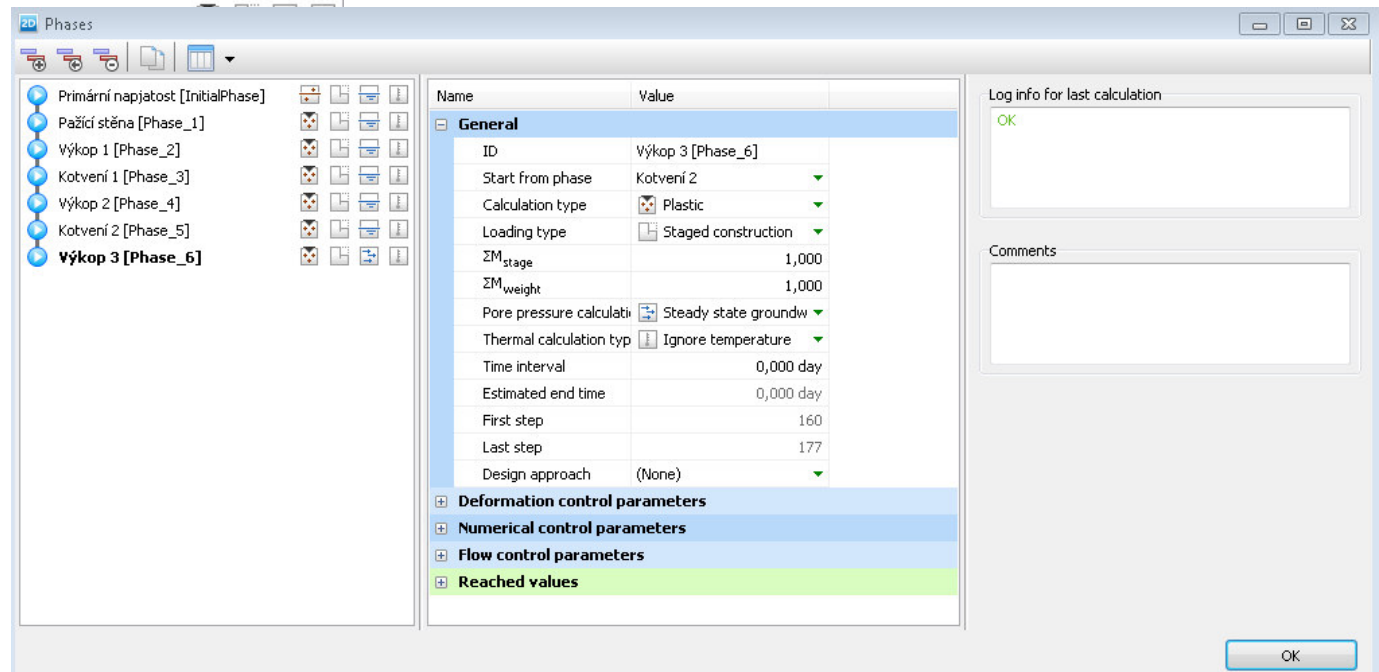 2D Phases
Primární napjatost [InitialPhase]
Pažící stěna [Phase_1]
Výkop 1 [Phase_2]
Kotvení 1 [Phase_3]
Výkop 2 [Phase_4]
Kotvení 2 [Phase_5]
Výkop 3 [Phase_6]
Name Value
General
ID Výkop 3 [Phase_6]
Start from phase Kotvení 2
Calculation type Plastic
Loading type Staged construction
ΣMstage 1,000
ΣMweight 1,000
Pore pressure calculati Steady state groundw
Thermal calculation typ Ignore temperature
Time interval 0,000 day
Estimated end time 0,000 day
First step 160
Last step 177
Design approach (None)
Deformation control parameters
Numerical control parameters
Flow control parameters
Reached values
Log info for last calculation
OK
Comments
OK